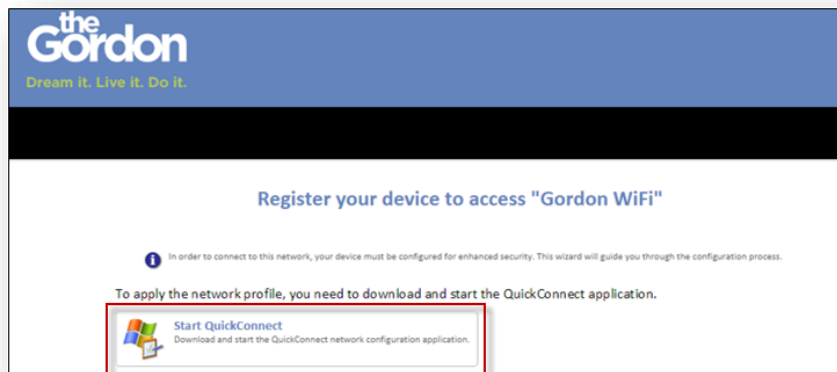 the
Gordon
Dream it. Live it. Do it.
Register your device to access "Gordon WiFi"
In order to connect to this network, your device must be configured for enhanced security. This wizard will guide you through the configuration process.
To apply the network profile, you need to download and start the QuickConnect application.
Start QuickConnect
Download and start the QuickConnect network configuration application.